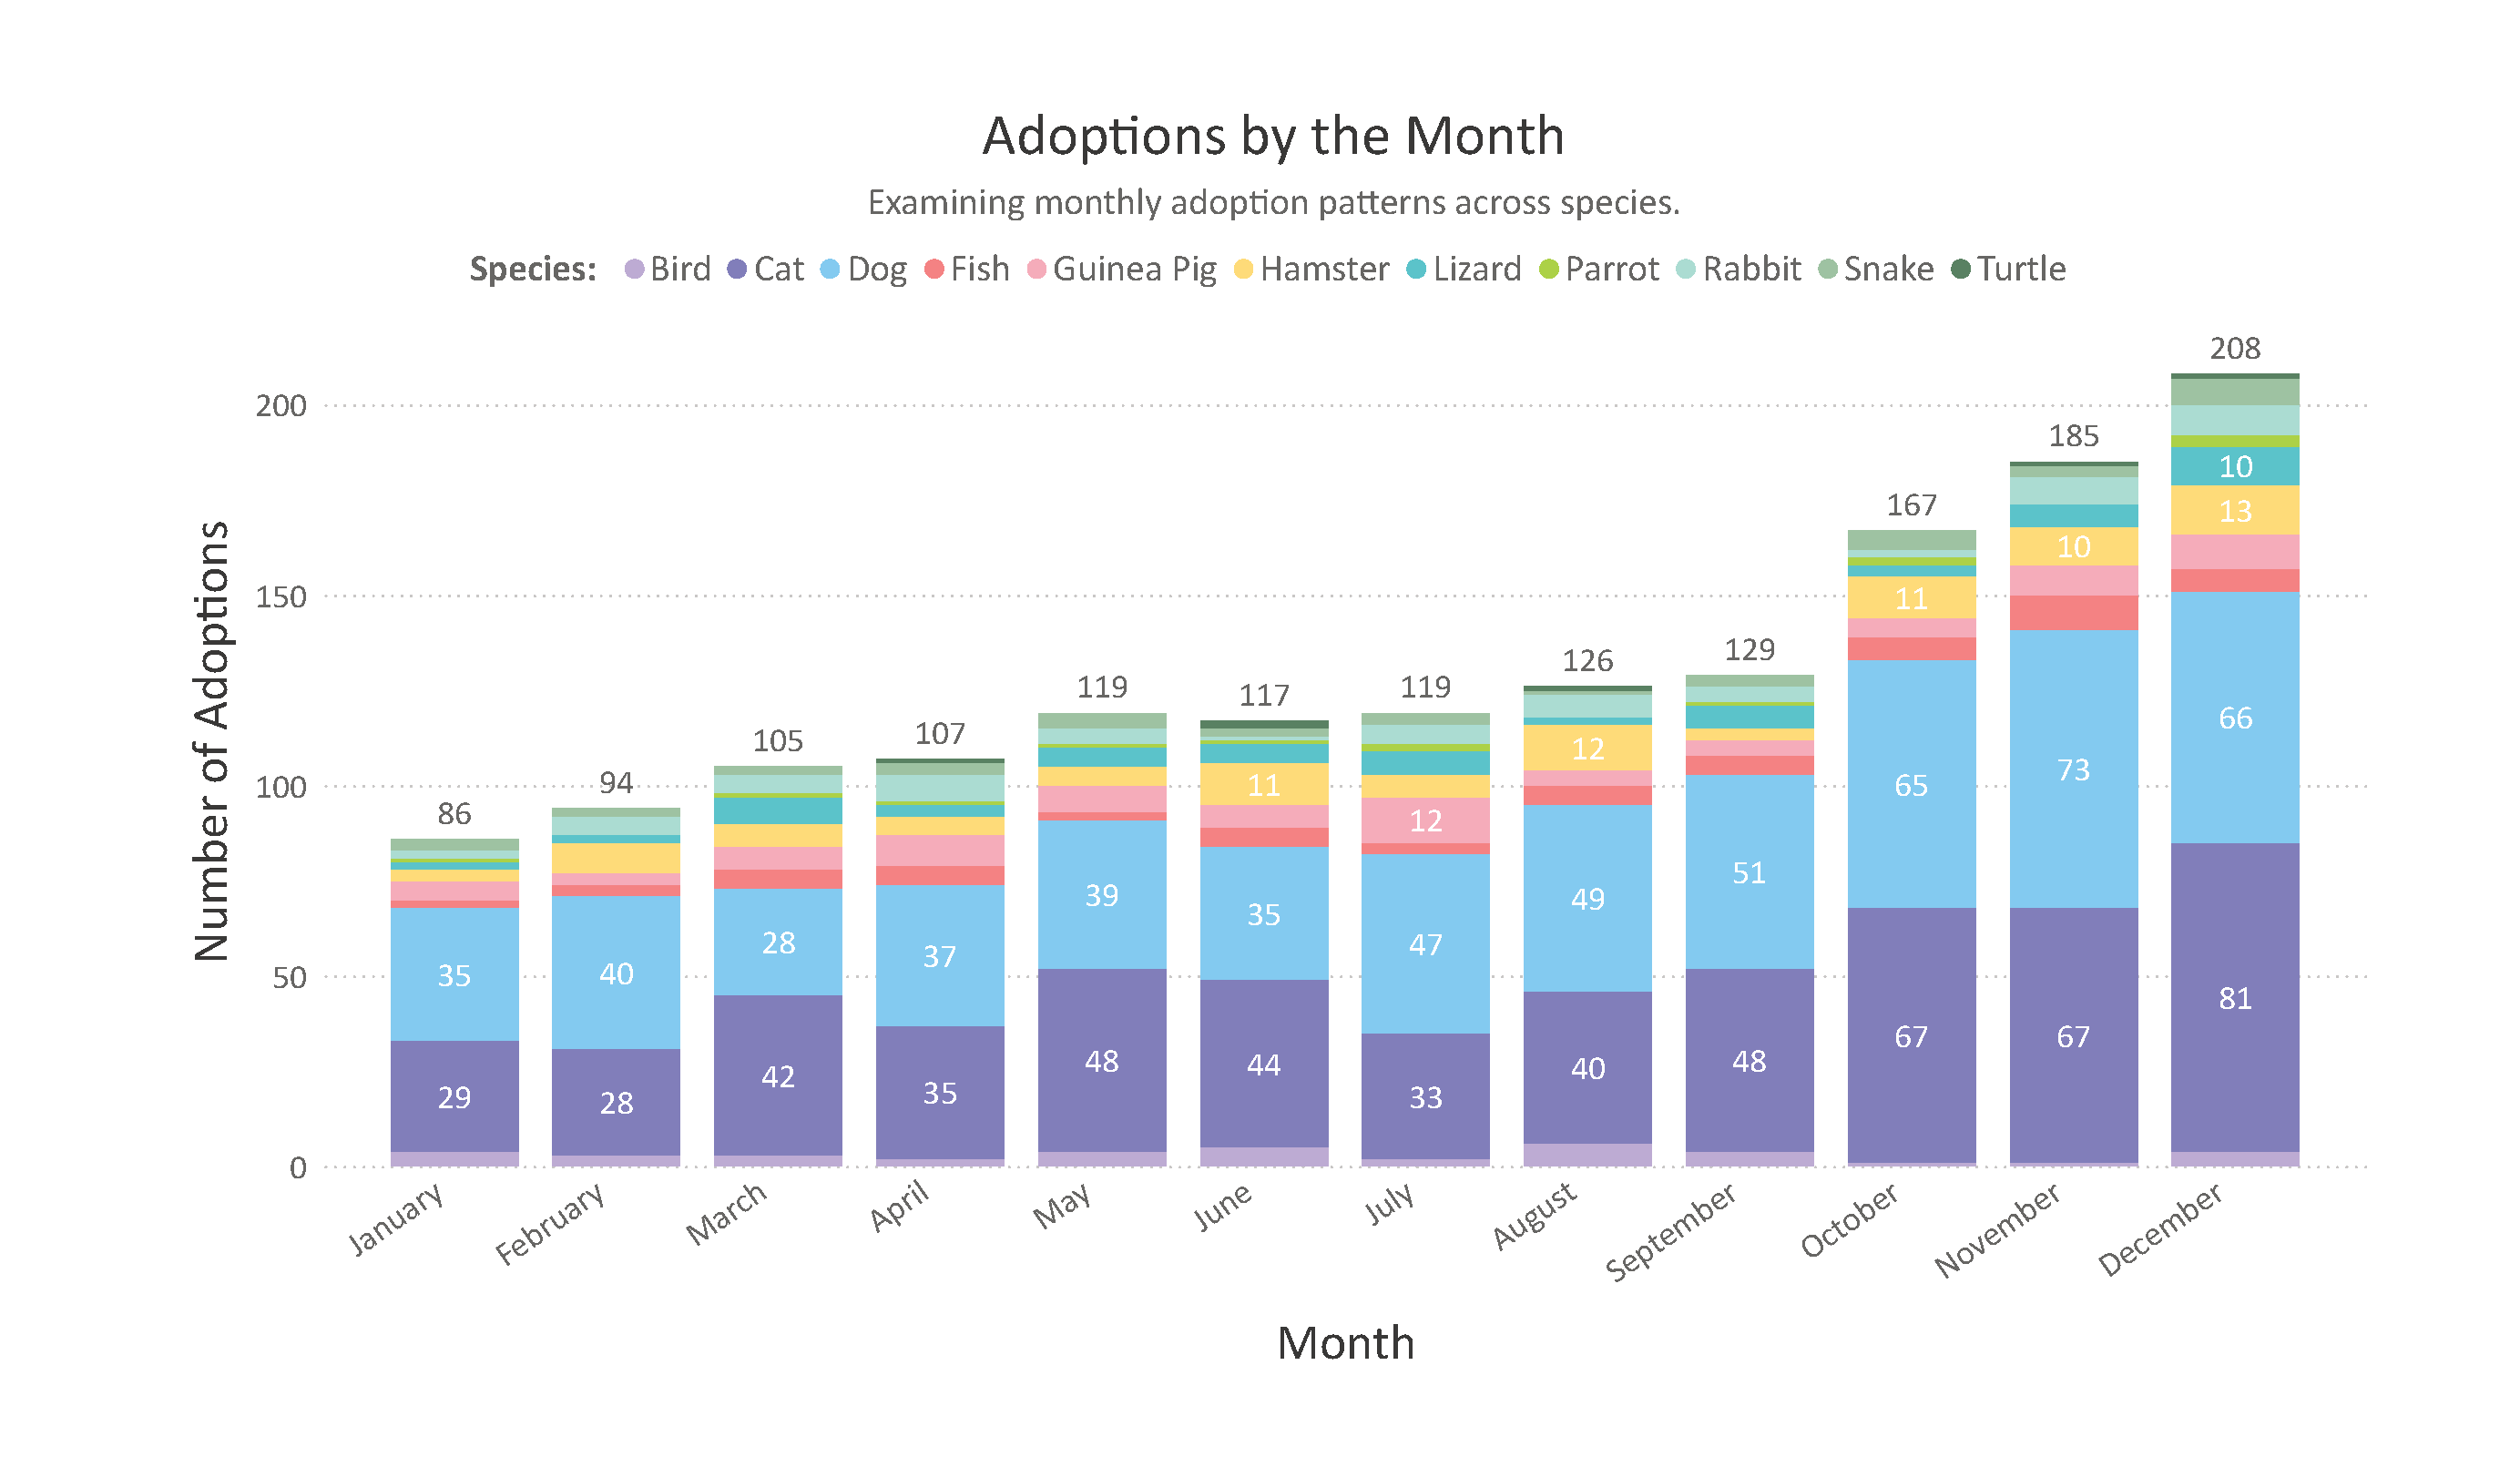 Adoptions by the Month
Examining monthly adoption patterns across species.
Species: Bird Cat Dog Fish Guinea Pig Hamster Lizard Parrot Rabbit Snake Turtle
Number of Adoptions
200
150
100
50
0
86
35
29
94
40
28
105
28
42
107
37
35
119
39
48
117
11
35
44
119
12
47
33
126
12
49
40
129
51
48
167
11
65
67
185
10
73
67
208
10
13
66
81
January
February
March
April
May
June
July
August
September
October
November
December
Month